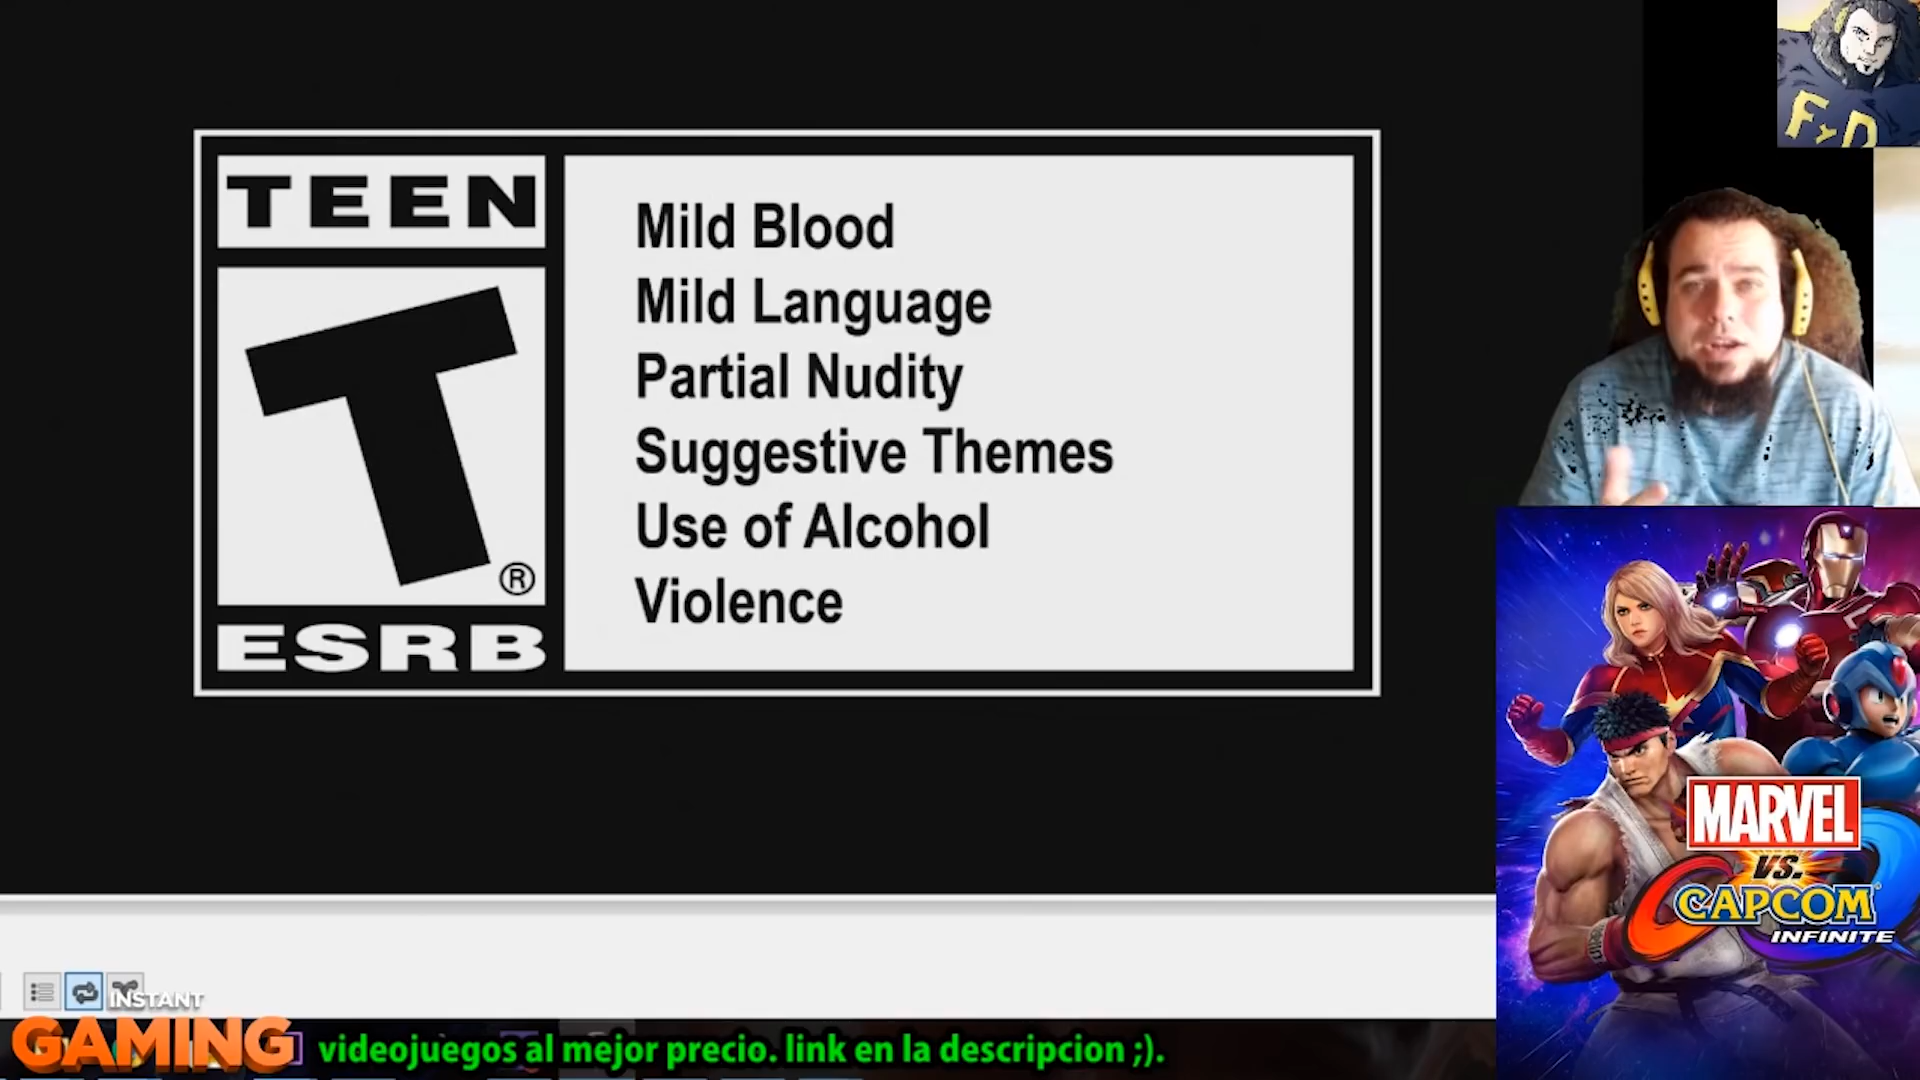 TEEN
T
®
ESRB
Mild Blood
Mild Language
Partial Nudity
Suggestive Themes
Use of Alcohol
Violence
FyD
MARVEL
VS.
CAPCOM
INFINITE
INSTANT
GAMING
videojuegos al mejor precio. link en la descripcion ;).